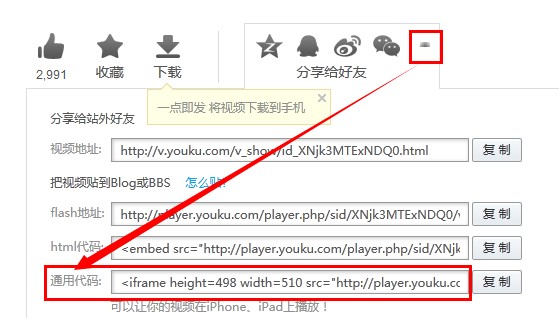 2,991 收藏 下载 分享给好友
一点即发 将视频下载到手机
分享给站外好友
视频地址: http://v.youku.com/v_show/id_XNjk3MTExNDQ0.html 复 制
把视频贴到Blog或BBS 怎么贴?
flash地址: http://player.youku.com/player.php/sid/XNjk3MTExNDQ0/ 复 制
html代码: <embed src="http://player.youku.com/player.php/sid/XNjk 复 制
通用代码: <iframe height=498 width=510 src="http://player.youku.cc 复 制
可以让你的视频在iPhone、iPad上播放！